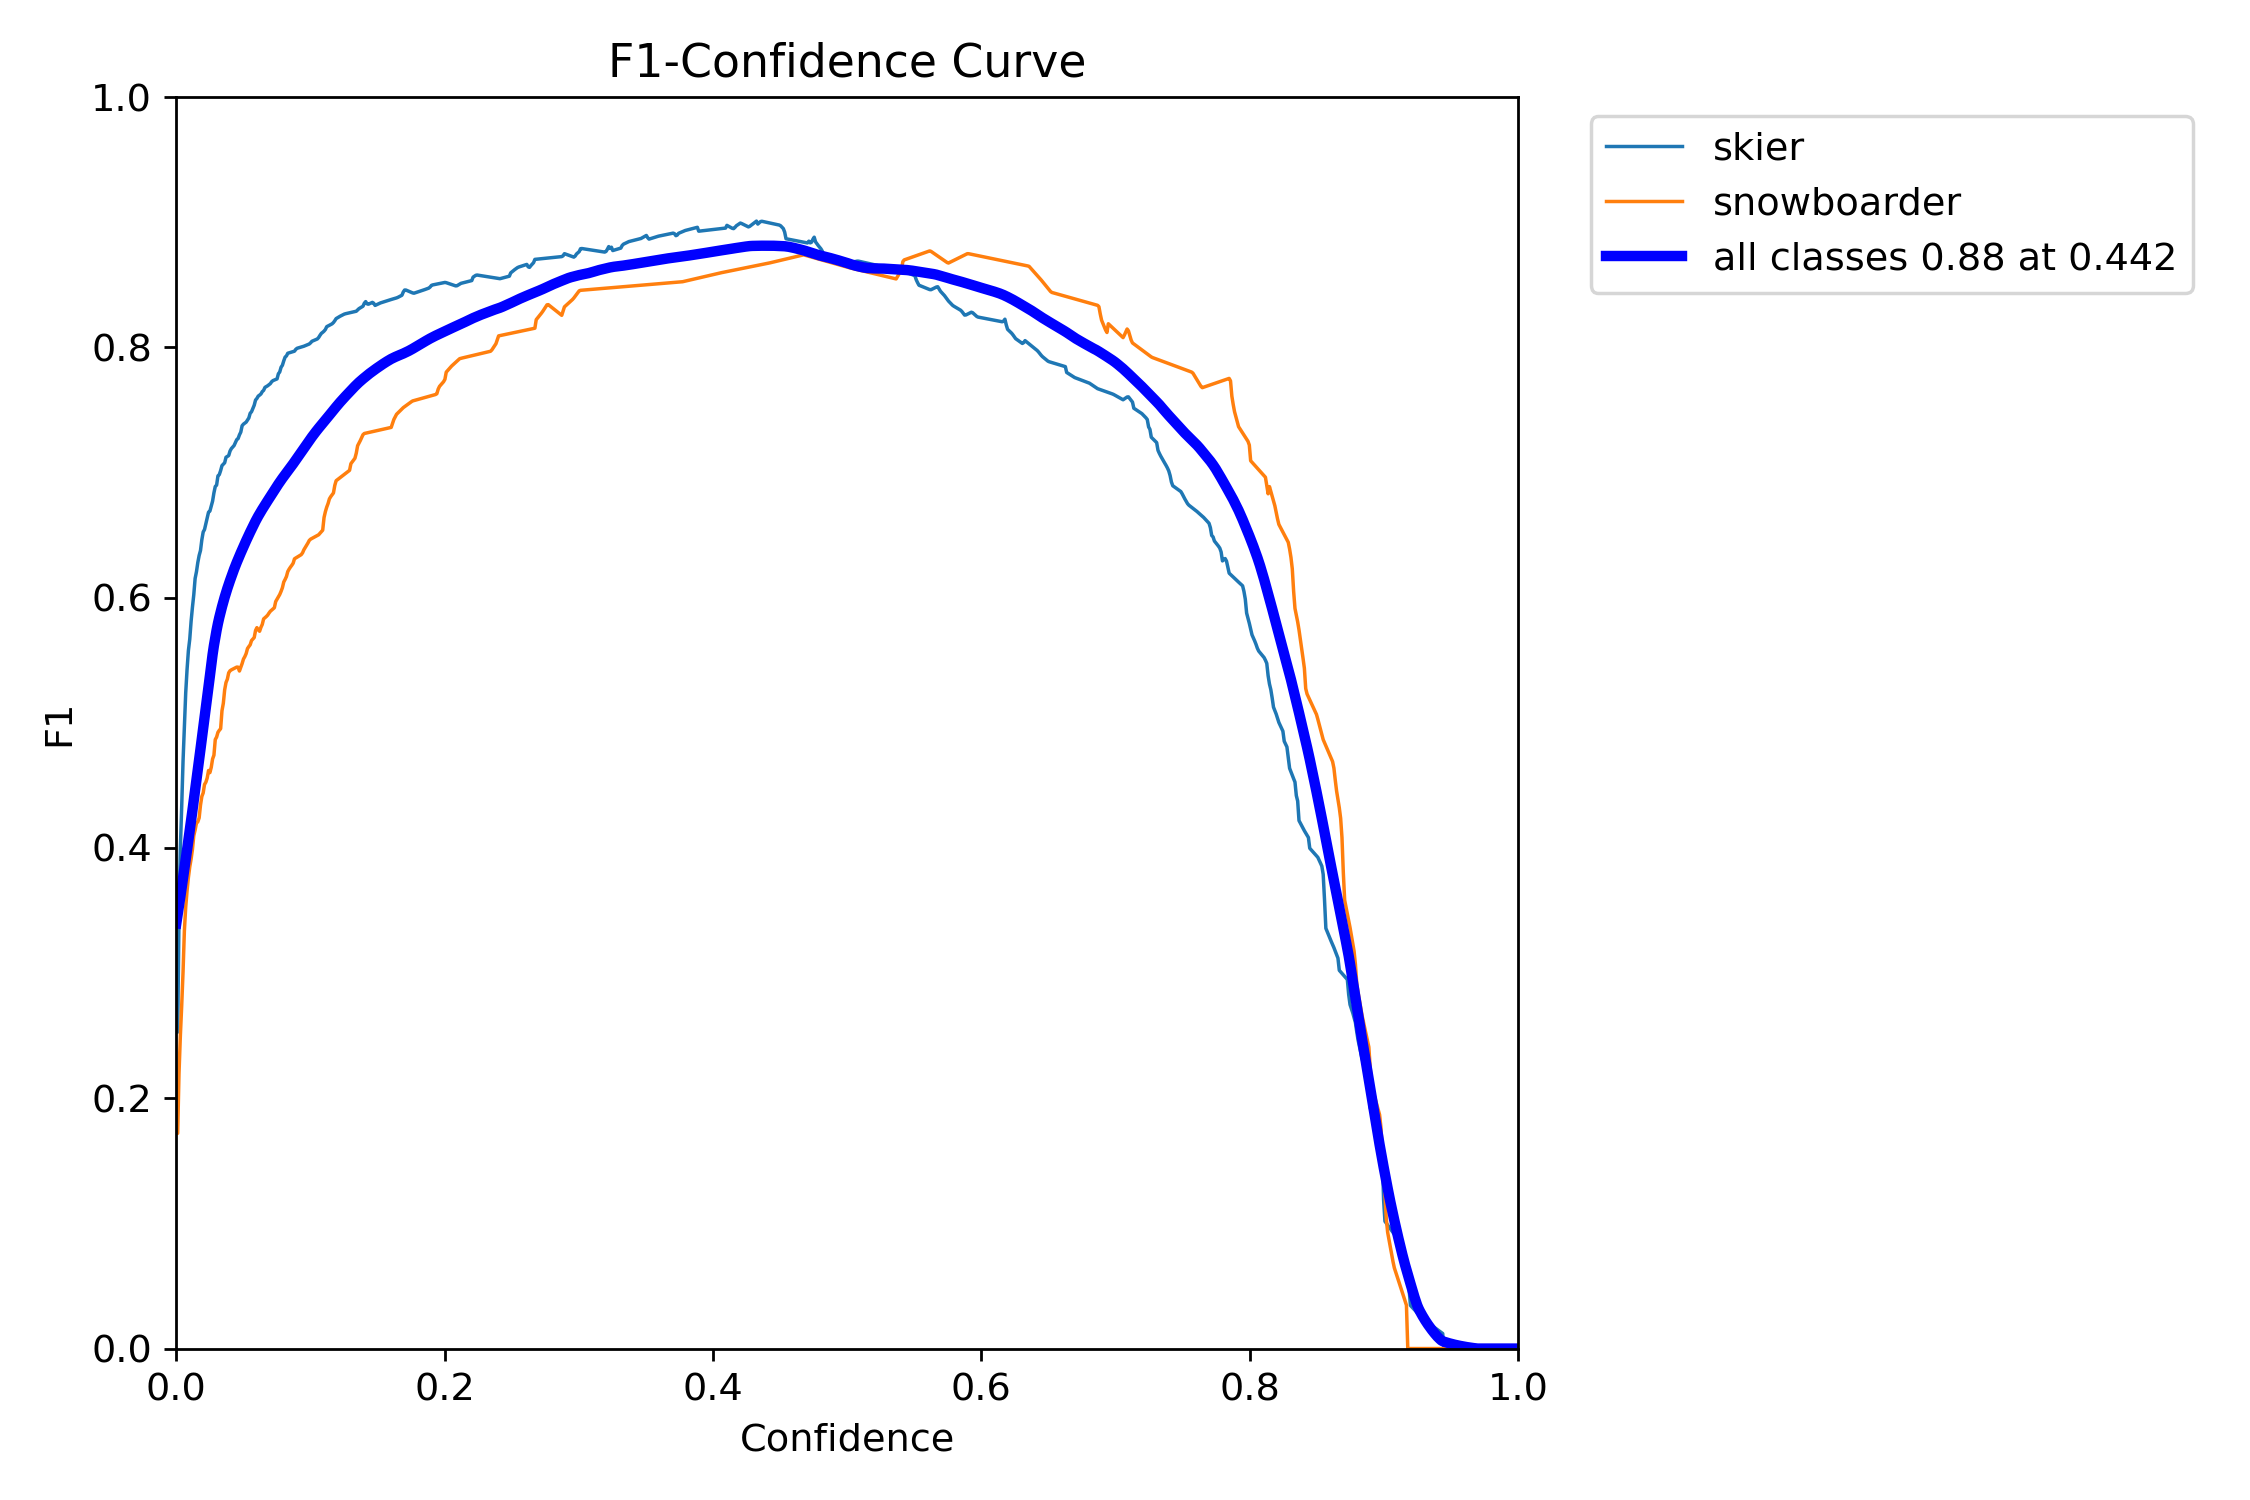 F1-Confidence Curve
skier
snowboarder
all classes 0.88 at 0.442
F1
1.0
0.8
0.6
0.4
0.2
0.0
0.0 0.2 0.4 0.6 0.8 1.0
Confidence